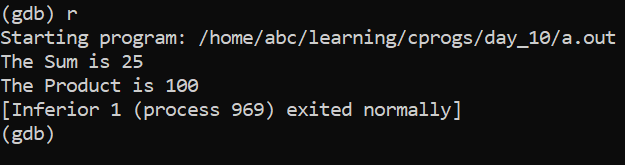 (gdb) r
Starting program: /home/abc/learning/cprogs/day_10/a.out
The Sum is 25
The Product is 100
[Inferior 1 (process 969) exited normally]
(gdb)